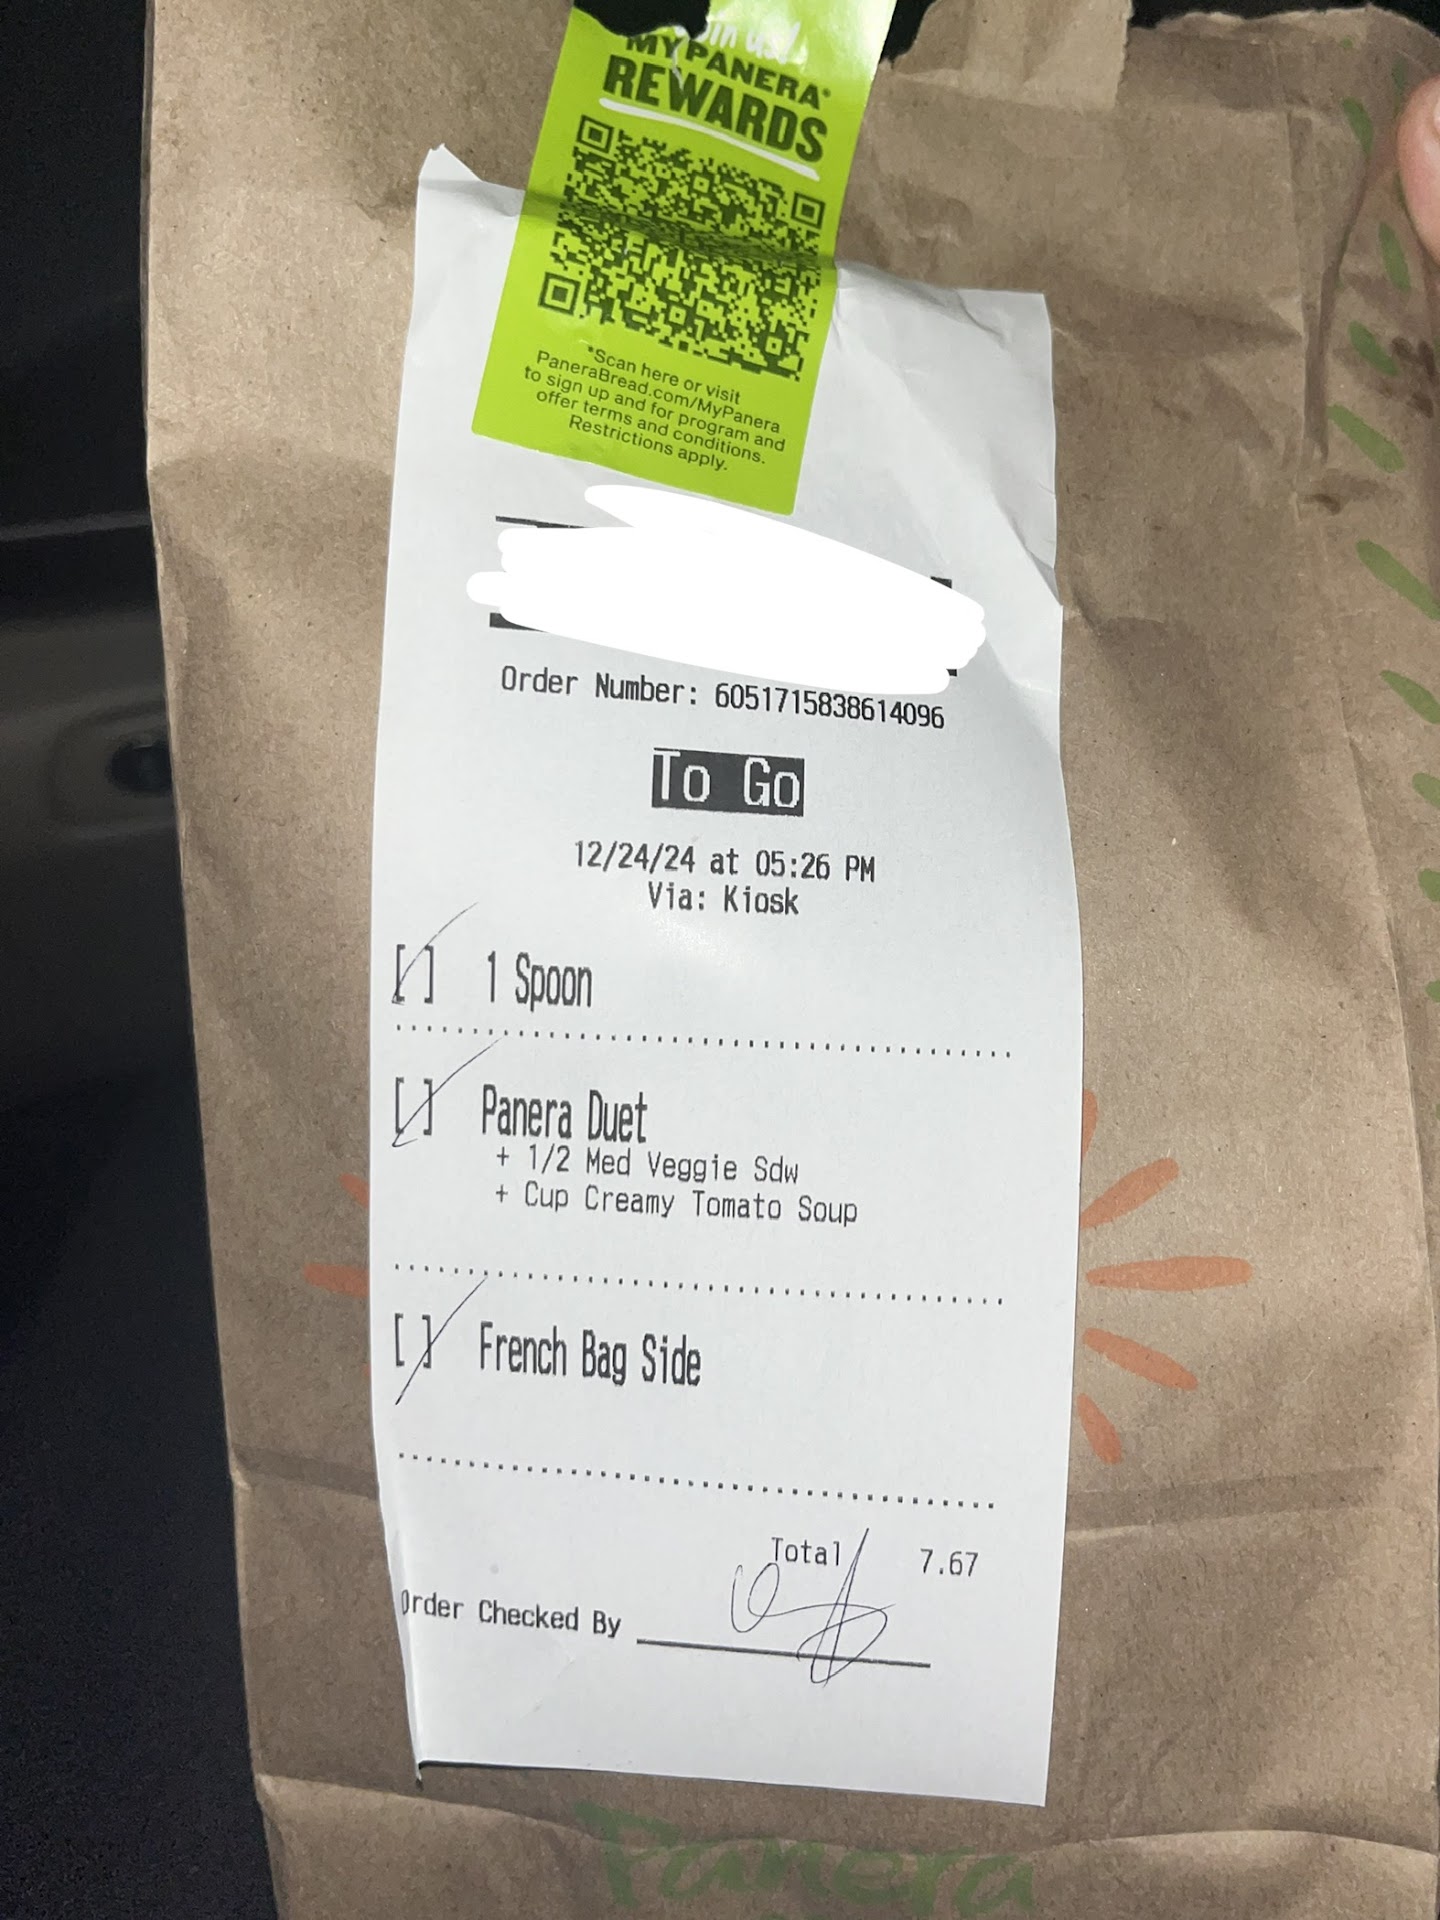 Join us!
MYPANERA®
REWARDS
*Scan here or visit
PaneraBread.com/MyPanera
to sign up and for program and
offer terms and conditions.
Restrictions apply.
Order Number: 6051715838614096
To Go
12/24/24 at 05:26 PM
Via: Kiosk
[ ] 1 Spoon
[ ] Panera Duet
+ 1/2 Med Veggie Sdw
+ Cup Creamy Tomato Soup
[ ] French Bag Side
Total 7.67
Order Checked By
Panera